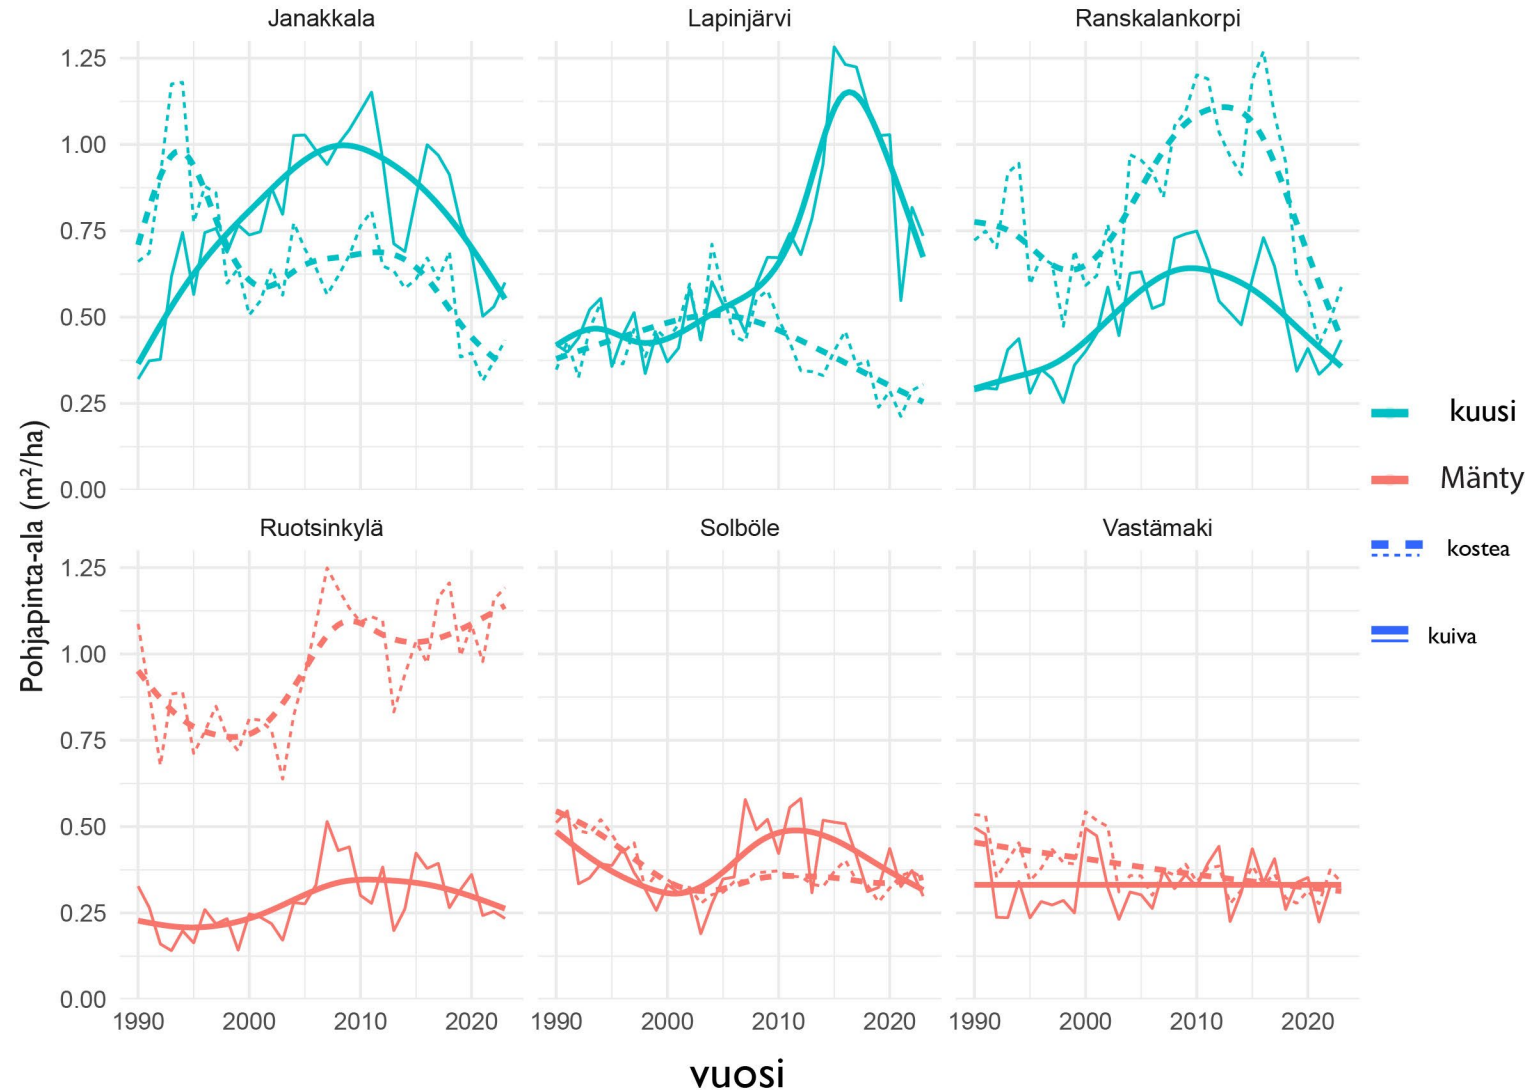 Janakkala Lapinjärvi Ranskalankorpi
1.25
1.00
0.75
0.50
0.25
0.00
Pohjapinta-ala (m²/ha)
kuusi
Mänty
kostea
kuiva
Ruotsinkylä Solböle Vastämaki
1.25
1.00
0.75
0.50
0.25
0.00
1990 2000 2010 2020 1990 2000 2010 2020 1990 2000 2010 2020
vuosi